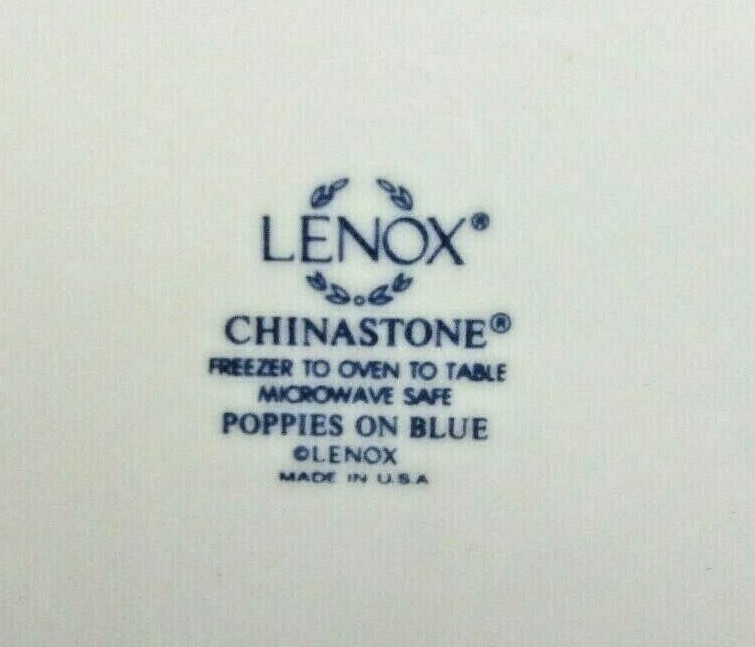 LENOX®
CHINASTONE®
FREEZER TO OVEN TO TABLE
MICROWAVE SAFE
POPPIES ON BLUE
©LENOX
MADE IN U.S.A